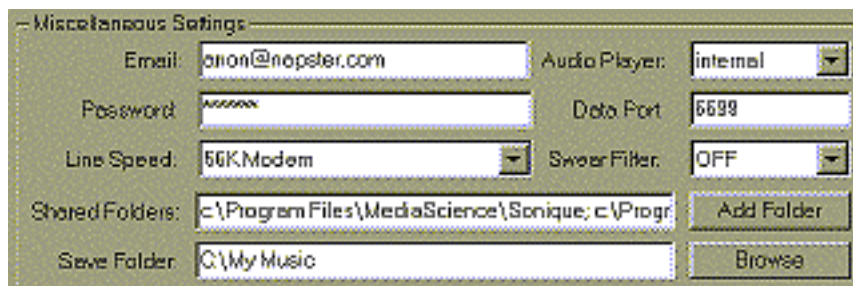 Miscellaneous Settings
Email: anon@napster.com Audio Player: internal
Password: ******* Data Port: 6699
Line Speed: 56K Modem Swear Filter: OFF
Shared Folders: c:\Program Files\MediaScience\Sonique; c:\Progr Add Folder
Save Folder: C:\My Music Browse